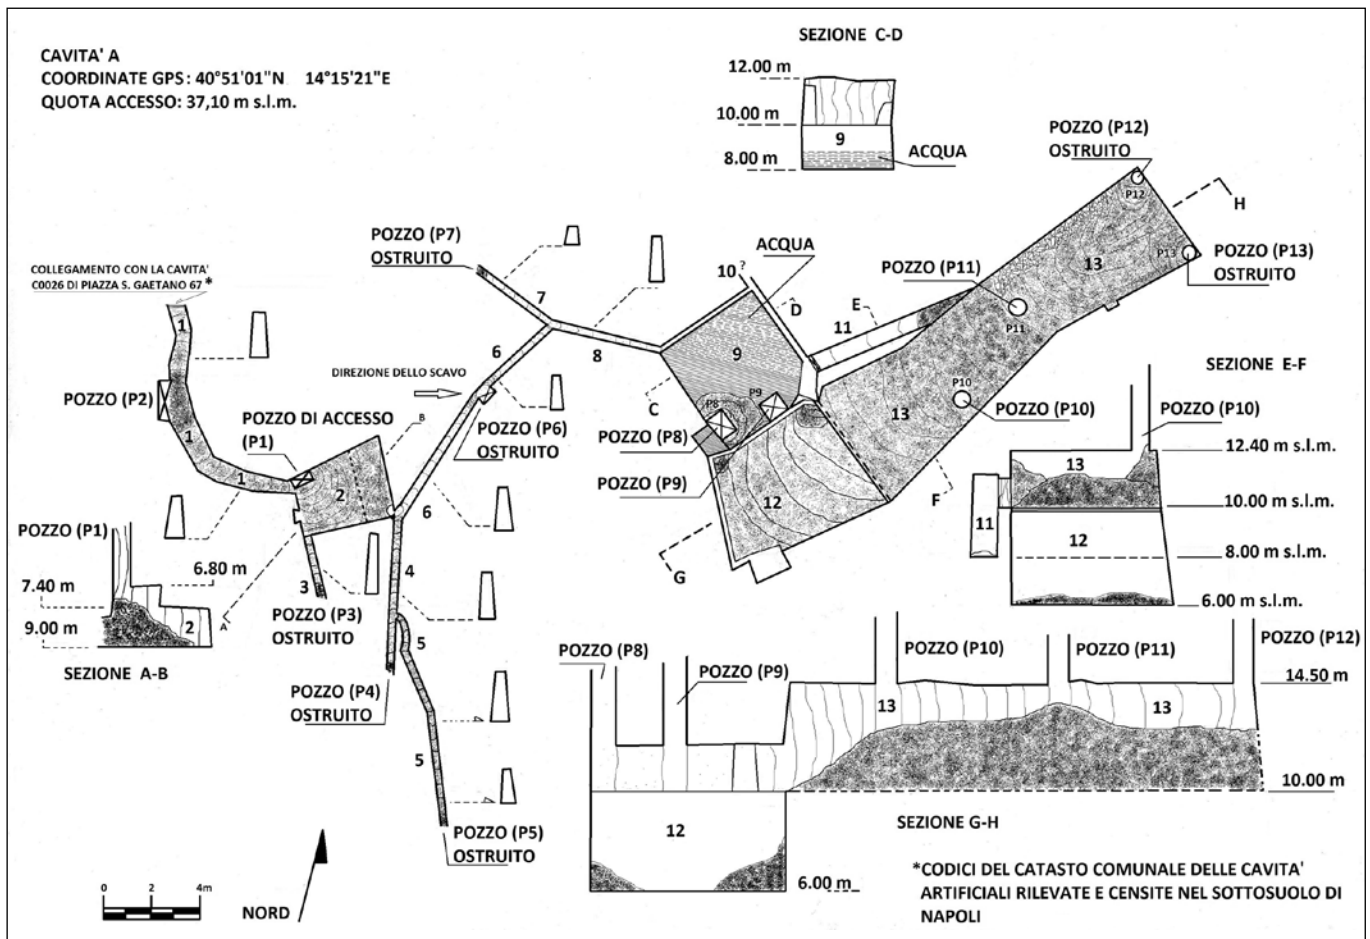 CAVITA' A
COORDINATE GPS: 40°51'01"N 14°15'21"E
QUOTA ACCESSO: 37,10 m s.l.m.
SEZIONE C-D
12.00 m
10.00 m
9
8.00 m
ACQUA
POZZO (P12)
OSTRUITO
P12
H
POZZO (P7)
OSTRUITO
ACQUA
10?
D
E
POZZO (P11)
13
P13
POZZO (P13)
OSTRUITO
COLLEGAMENTO CON LA CAVITA'
C0026 DI PIAZZA S. GAETANO 67 *
1
7
8
6
9
11
P11
DIREZIONE DELLO SCAVO
C
SEZIONE E-F
POZZO (P2)
POZZO DI ACCESSO
(P1)
B
1
POZZO (P6)
OSTRUITO
P8
P9
POZZO (P8)
P10
13
POZZO (P10)
POZZO (P10)
12.40 m s.l.m.
1
2
POZZO (P9)
12
F
13
10.00 m s.l.m.
6
G
11
12
8.00 m s.l.m.
6.00 m s.l.m.
POZZO (P1)
6.80 m
7.40 m
9.00 m
2
A
SEZIONE A-B
3
POZZO (P3)
OSTRUITO
4
5
POZZO (P4)
OSTRUITO
5
POZZO (P5)
OSTRUITO
POZZO (P8)
POZZO (P9)
POZZO (P10)
POZZO (P11)
POZZO (P12)
14.50 m
13
13
10.00 m
12
6.00 m
SEZIONE G-H
0 2 4m
NORD
*CODICI DEL CATASTO COMUNALE DELLE CAVITA'
ARTIFICIALI RILEVATE E CENSITE NEL SOTTOSUOLO DI
NAPOLI